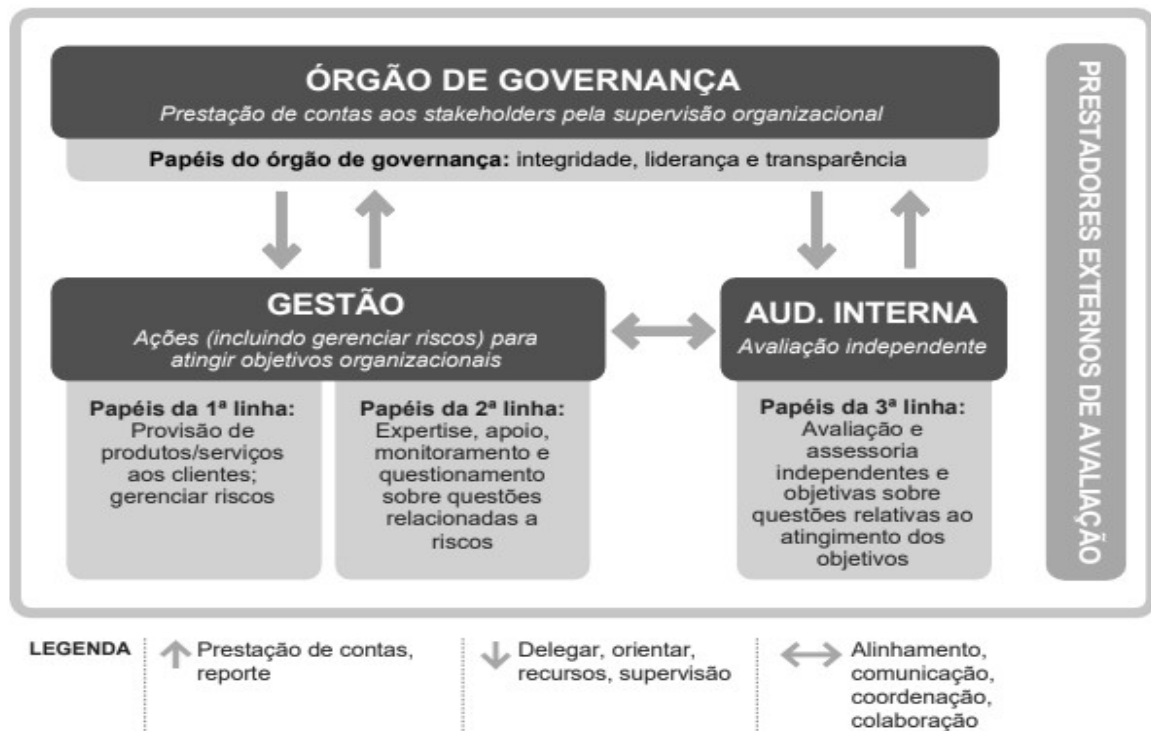 ÓRGÃO DE GOVERNANÇA
Prestação de contas aos stakeholders pela supervisão organizacional
Papéis do órgão de governança: integridade, liderança e transparência
GESTÃO
Ações (incluindo gerenciar riscos) para
atingir objetivos organizacionais
Papéis da 1ª linha:
Provisão de
produtos/serviços
aos clientes;
gerenciar riscos
Papéis da 2ª linha:
Expertise, apoio,
monitoramento e
questionamento
sobre questões
relacionadas a
riscos
AUD. INTERNA
Avaliação independente
Papéis da 3ª linha:
Avaliação e
assessoria
independentes e
objetivas sobre
questões relativas ao
atingimento dos
objetivos
PRESTADORES EXTERNOS DE AVALIAÇÃO
LEGENDA
Prestação de contas,
reporte
Delegar, orientar,
recursos, supervisão
Alinhamento,
comunicação,
coordenação,
colaboração